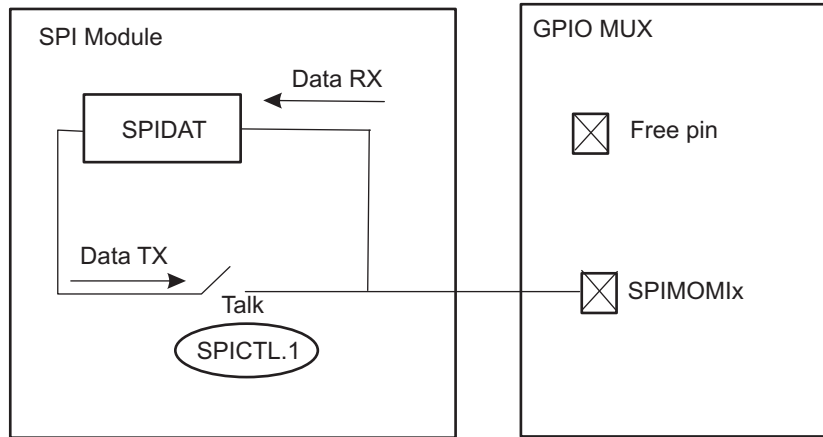 SPI Module
GPIO MUX
Data RX
SPIDAT
Free pin
Data TX
SPIMOMIx
Talk
SPICTL.1